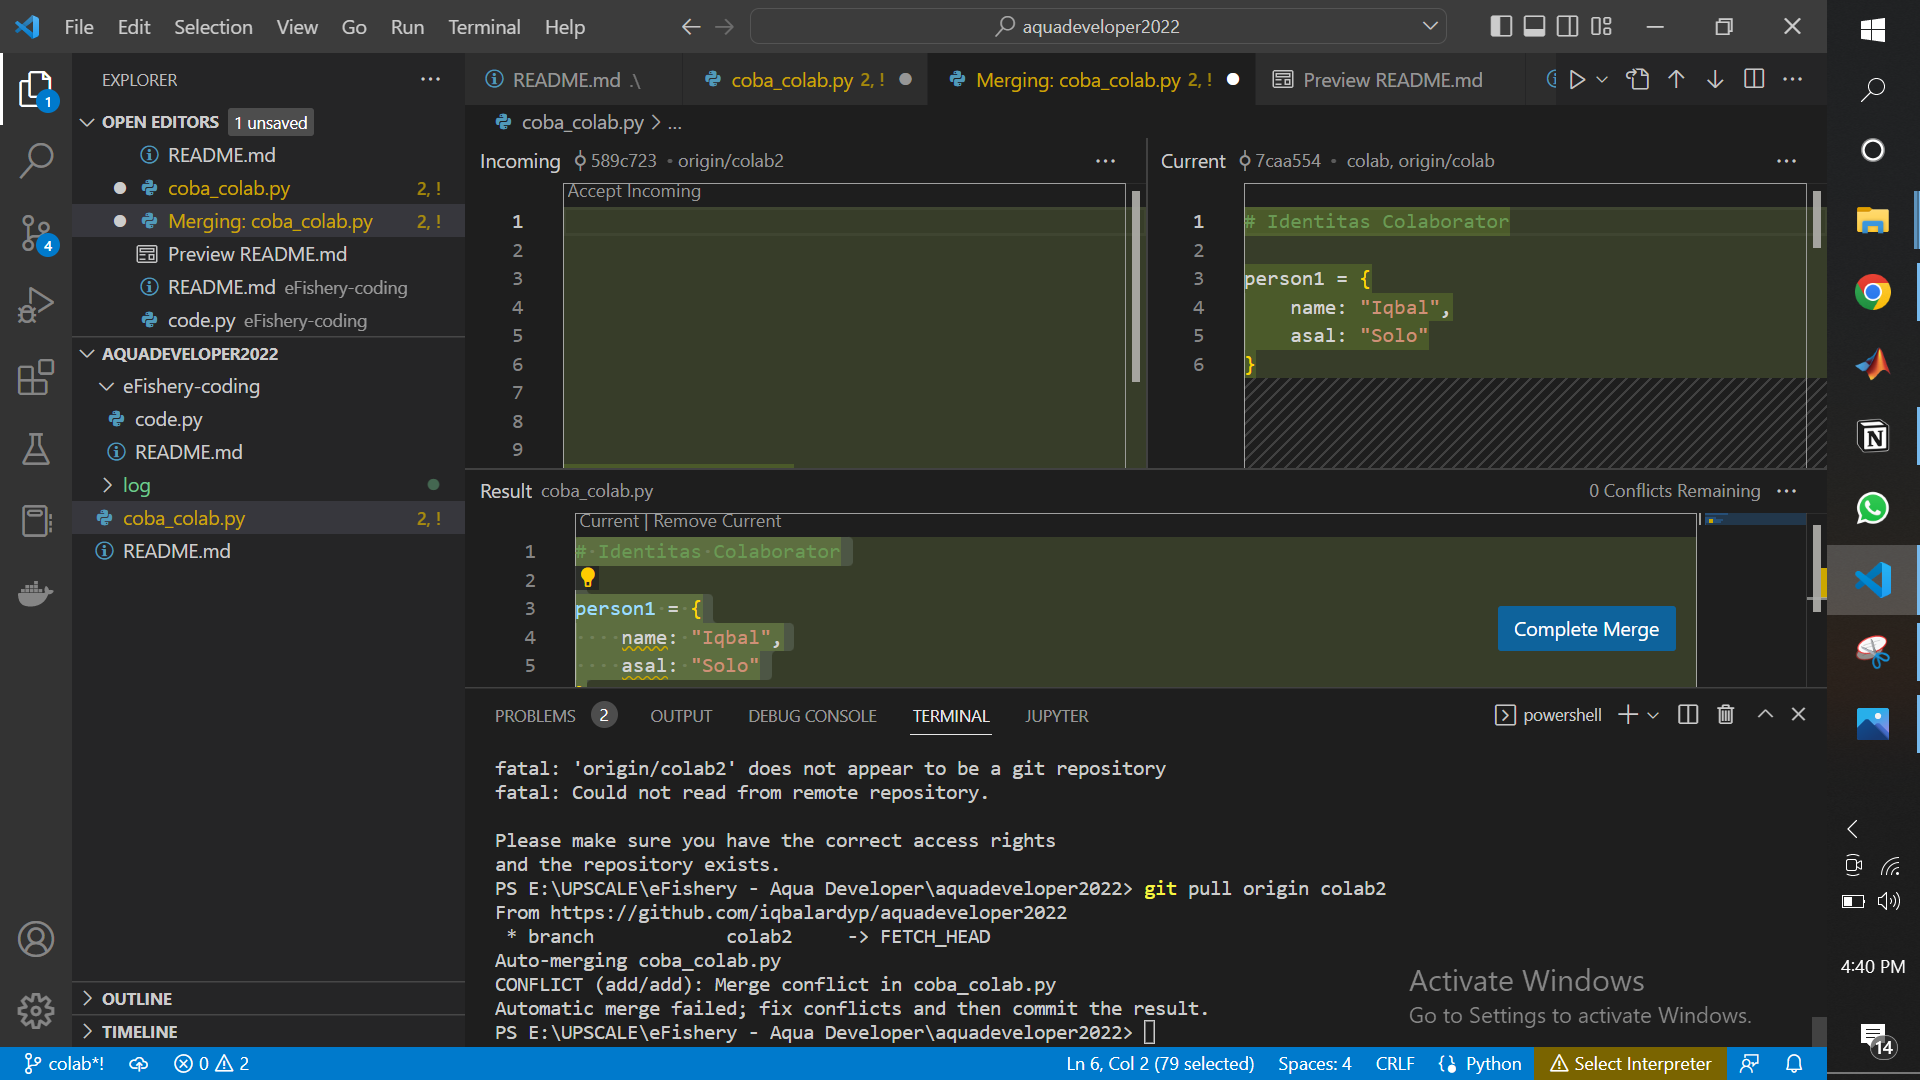 File Edit Selection View Go Run Terminal Help
aquadeveloper2022
EXPLORER
OPEN EDITORS 1 unsaved
README.md
coba_colab.py 2, !
Merging: coba_colab.py 2, !
Preview README.md
README.md eFishery-coding
code.py eFishery-coding
AQUADEVELOPER2022
eFishery-coding
code.py
README.md
log
coba_colab.py 2, !
README.md
OUTLINE
TIMELINE
1
4
README.md .\
coba_colab.py 2, !
Merging: coba_colab.py 2, !
Preview README.md
coba_colab.py > ...
Incoming 589c723 • origin/colab2
Accept Incoming
1
2
3
4
5
6
7
8
9
Current 7caa554 • colab, origin/colab
1 # Identitas Colaborator
2
3 person1 = {
4 name: "Iqbal",
5 asal: "Solo"
6 }
Result coba_colab.py
0 Conflicts Remaining
Current | Remove Current
1 # Identitas Colaborator
2
3 person1 = {
4 name: "Iqbal",
5 asal: "Solo"
Complete Merge
PROBLEMS 2 OUTPUT DEBUG CONSOLE TERMINAL JUPYTER
powershell
fatal: 'origin/colab2' does not appear to be a git repository
fatal: Could not read from remote repository.
Please make sure you have the correct access rights
and the repository exists.
PS E:\UPSCALE\eFishery - Aqua Developer\aquadeveloper2022> git pull origin colab2
From https://github.com/iqbalardyp/aquadeveloper2022
* branch colab2 -> FETCH_HEAD
Auto-merging coba_colab.py
CONFLICT (add/add): Merge conflict in coba_colab.py
Automatic merge failed; fix conflicts and then commit the result.
PS E:\UPSCALE\eFishery - Aqua Developer\aquadeveloper2022>
Activate Windows
Go to Settings to activate Windows.
colab*! 0 2
Ln 6, Col 2 (79 selected) Spaces: 4 CRLF Python Select Interpreter
4:40 PM
14